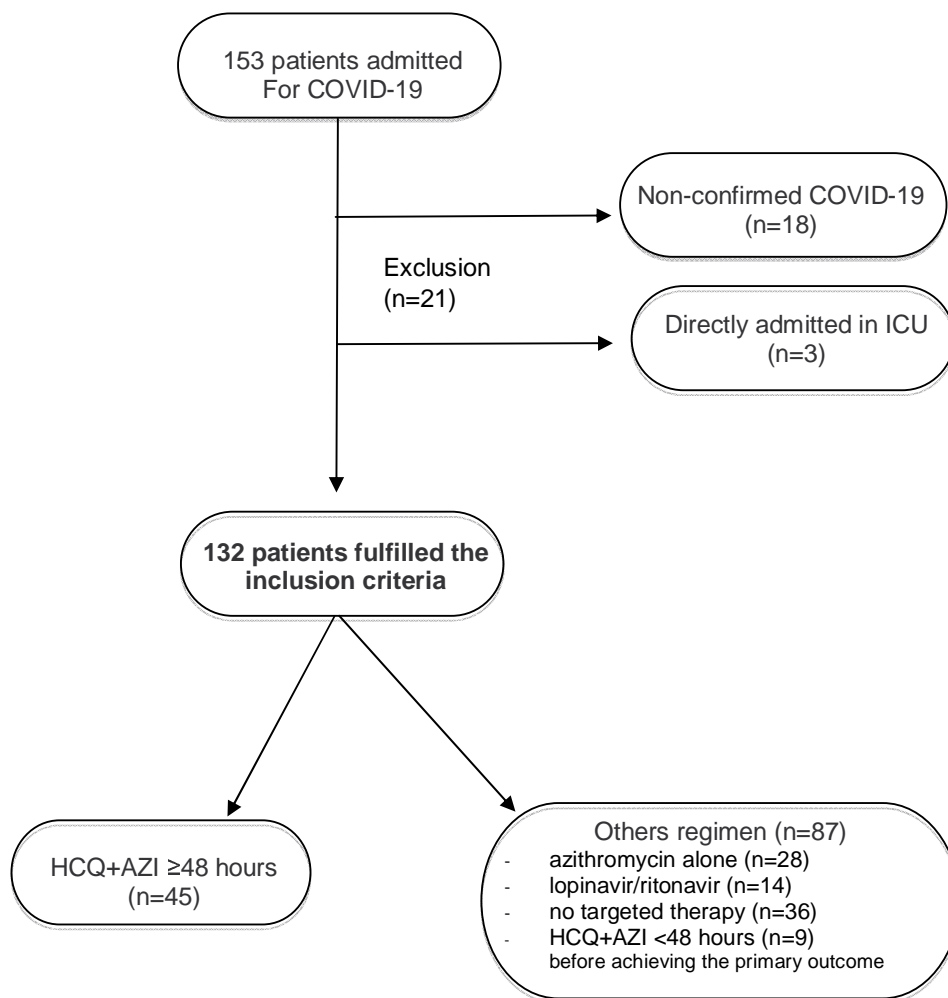 153 patients admitted
For COVID-19
Non-confirmed COVID-19
(n=18)
Exclusion
(n=21)
Directly admitted in ICU
(n=3)
132 patients fulfilled the
inclusion criteria
HCQ+AZI ≥48 hours
(n=45)
Others regimen (n=87)
- azithromycin alone (n=28)
- lopinavir/ritonavir (n=14)
- no targeted therapy (n=36)
- HCQ+AZI <48 hours (n=9)
before achieving the primary outcome